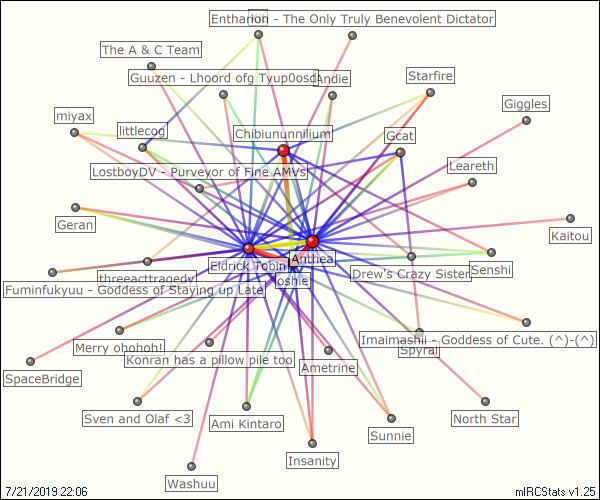 Entharion - The Only Truly Benevolent Dictator
The A & C Team
Guuzen - Lhoord ofg Tyup0osd
Andie
Starfire
Giggles
miyax
littlecog
Chibiununnilium
Gcat
LostboyDV - Purveyor of Fine AMVs
Leareth
Geran
Kaitou
Eldrick Tobin
Arithea
Drew's Crazy Sister
Senshi
threeacttragedy
oshie
Fuminfukyuu - Goddess of Staying up Late
Merry ohohoh!
Imaimashii - Goddess of Cute. (^)-(^)
Spyral
Konran has a pillow pile too
SpaceBridge
Ametrine
Sven and Olaf <3
Ami Kintaro
Sunnie
North Star
Insanity
Washuu
7/21/2019 22:06
mIRCStats v1.25